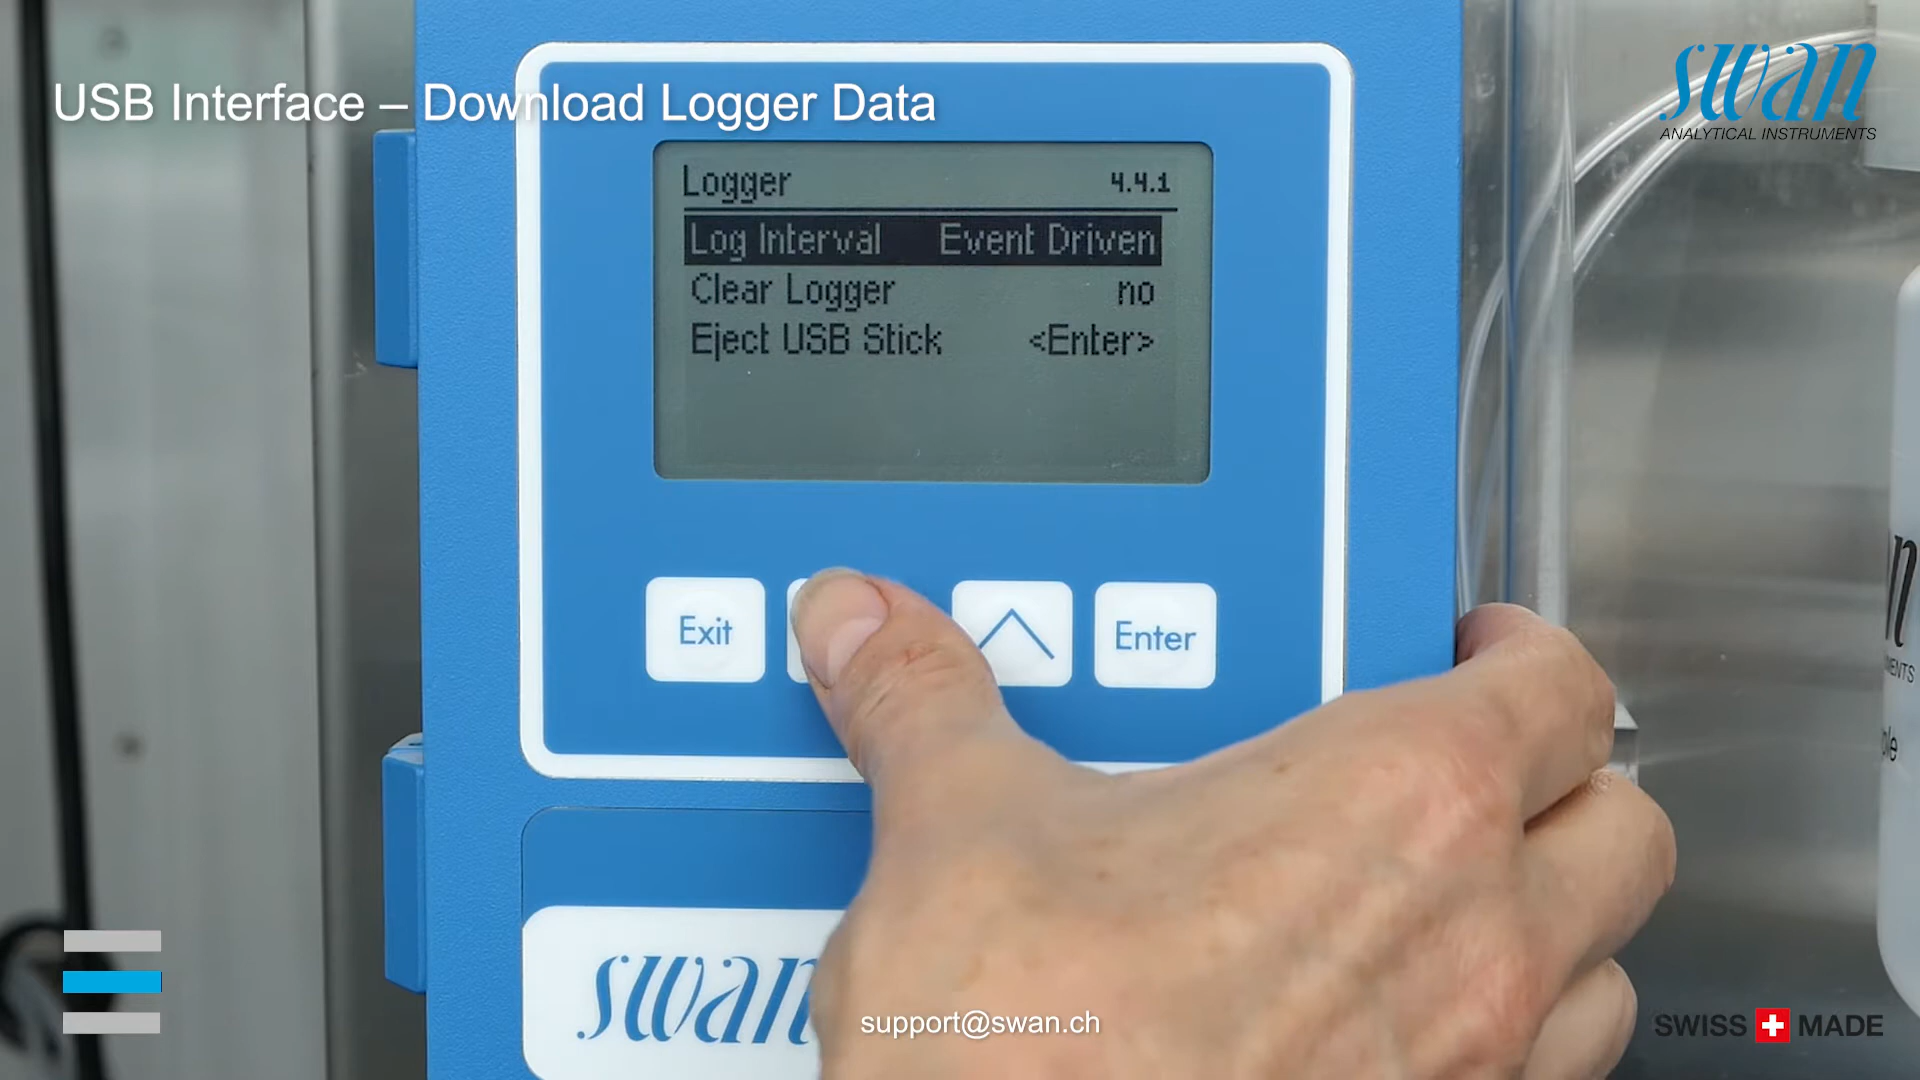 USB Interface – Download Logger Data
swan
ANALYTICAL INSTRUMENTS
Logger 4.4.1
Log Interval Event Driven
Clear Logger no
Eject USB Stick <Enter>
Exit
Enter
swan
support@swan.ch
SWISS MADE